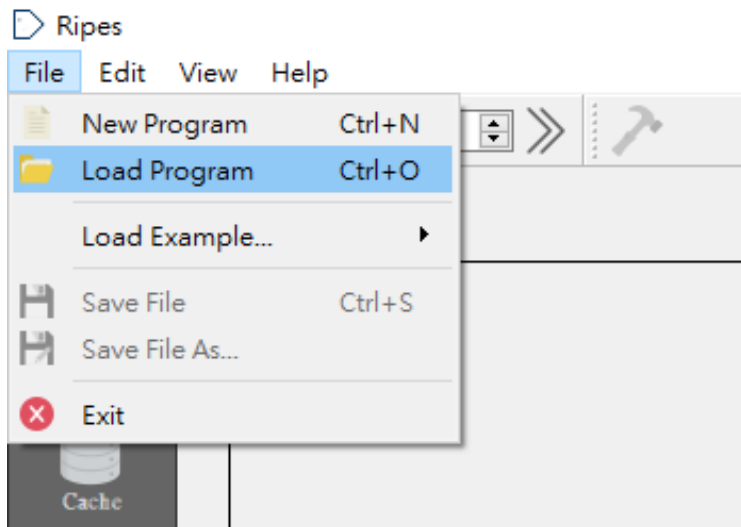 Ripes
File Edit View Help
New Program Ctrl+N
Load Program Ctrl+O
Load Example...
Save File Ctrl+S
Save File As...
Exit
Cache